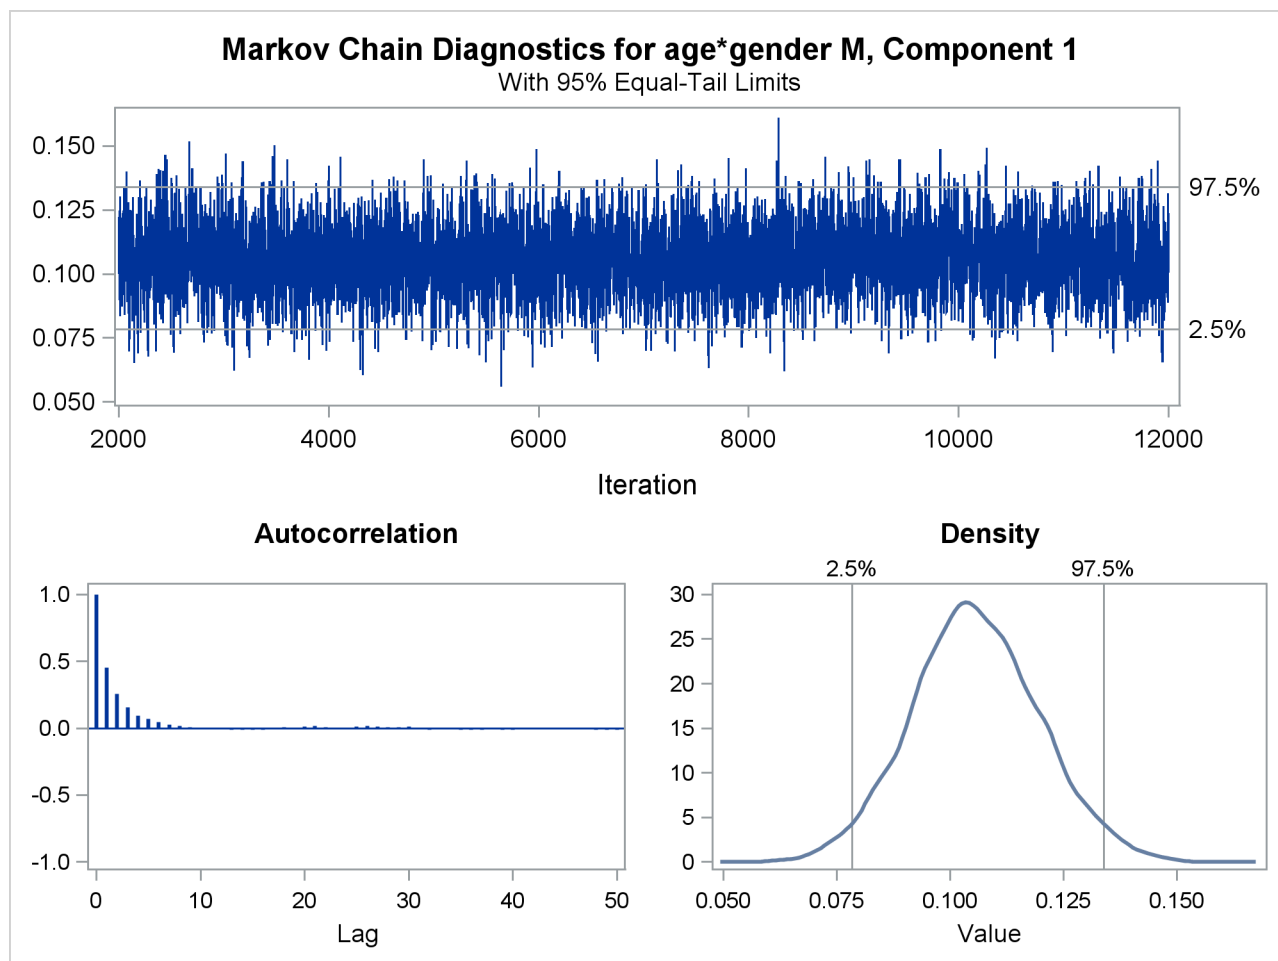 Markov Chain Diagnostics for age*gender M, Component 1
With 95% Equal-Tail Limits
0.150
0.125
0.100
0.075
0.050
97.5%
2.5%
2000 4000 6000 8000 10000 12000
Iteration
Autocorrelation
1.0
0.5
0.0
-0.5
-1.0
0 10 20 30 40 50
Lag
Density
2.5% 97.5%
30
25
20
15
10
5
0
0.050 0.075 0.100 0.125 0.150
Value